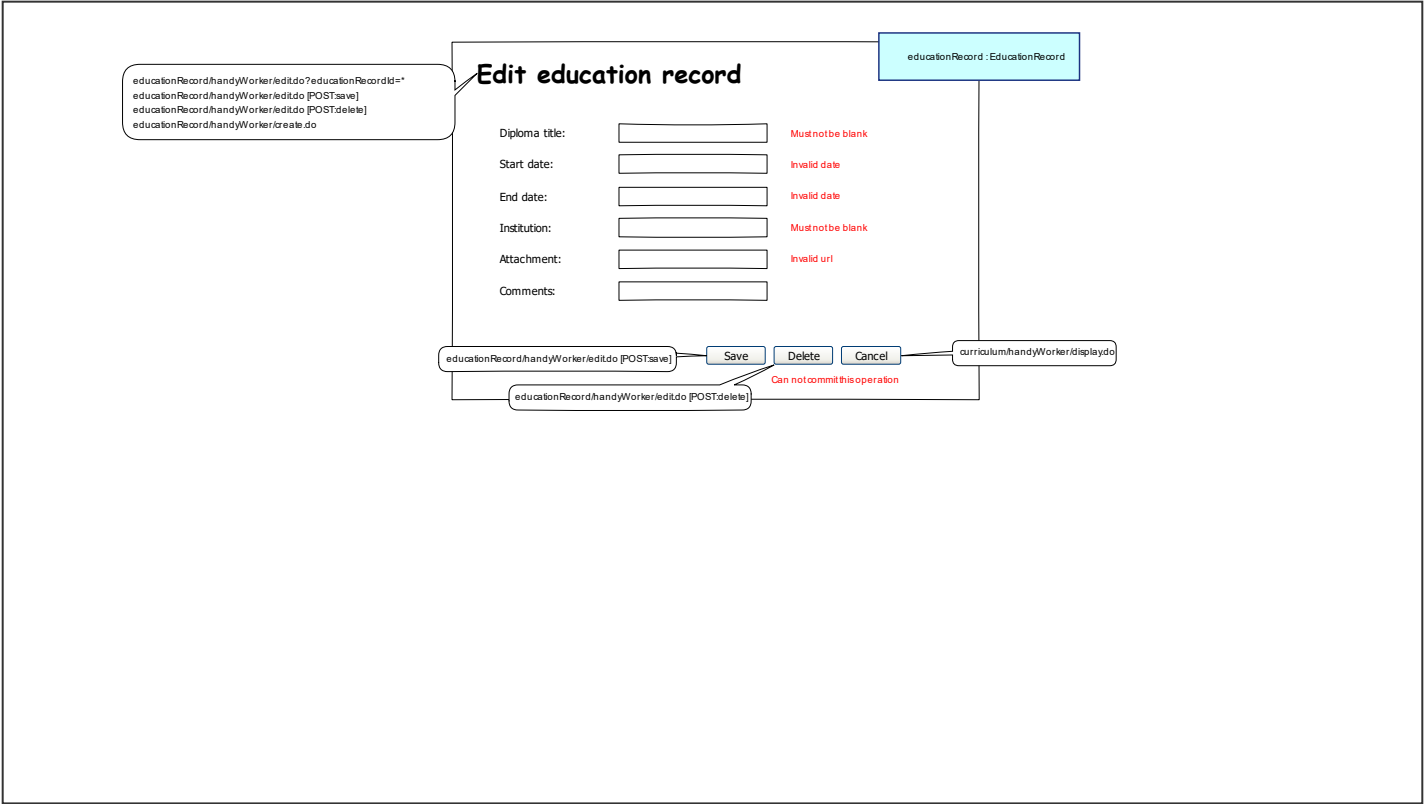 educationRecord : EducationRecord
Edit education record
educationRecord/handyWorker/edit.do?educationRecordId=*
educationRecord/handyWorker/edit.do [POST:save]
educationRecord/handyWorker/edit.do [POST:delete]
educationRecord/handyWorker/create.do
Diploma title: Must not be blank
Start date: Invalid date
End date: Invalid date
Institution: Must not be blank
Attachment: Invalid url
Comments:
educationRecord/handyWorker/edit.do [POST:save] Save Delete Cancel curriculum/handyWorker/display.do
Can not commit this operation
educationRecord/handyWorker/edit.do [POST:delete]